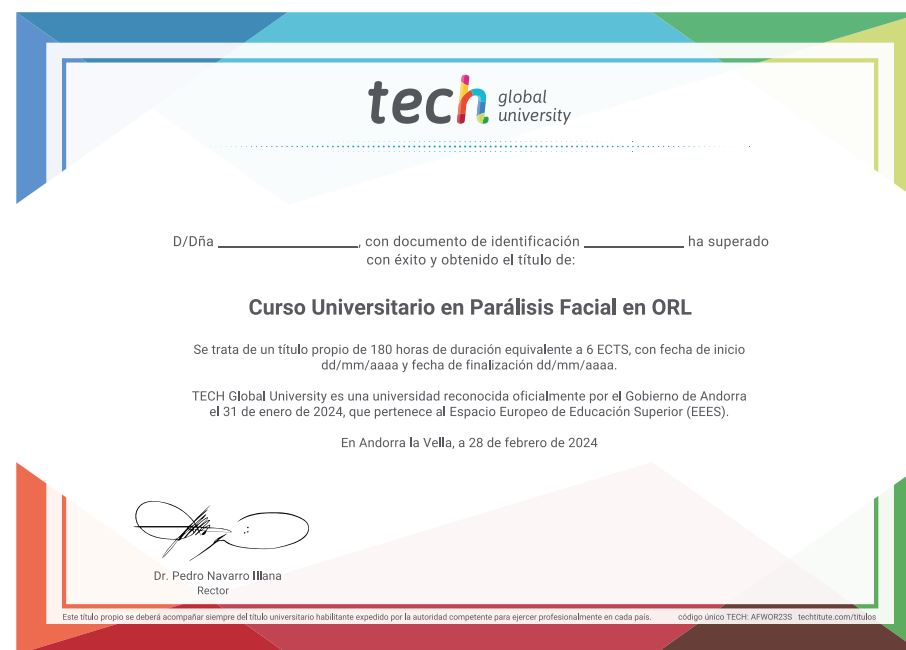 tech global university
D/Dña ____________________, con documento de identificación ______________ ha superado
con éxito y obtenido el título de:
Curso Universitario en Parálisis Facial en ORL
Se trata de un título propio de 180 horas de duración equivalente a 6 ECTS, con fecha de inicio
dd/mm/aaaa y fecha de finalización dd/mm/aaaa.
TECH Global University es una universidad reconocida oficialmente por el Gobierno de Andorra
el 31 de enero de 2024, que pertenece al Espacio Europeo de Educación Superior (EEES).
En Andorra la Vella, a 28 de febrero de 2024
Dr. Pedro Navarro Illana
Rector
Este título propio se deberá acompañar siempre del título universitario habilitante expedido por la autoridad competente para ejercer profesionalmente en cada país. código único TECH: AFWOR23S techtitute.com/titulos